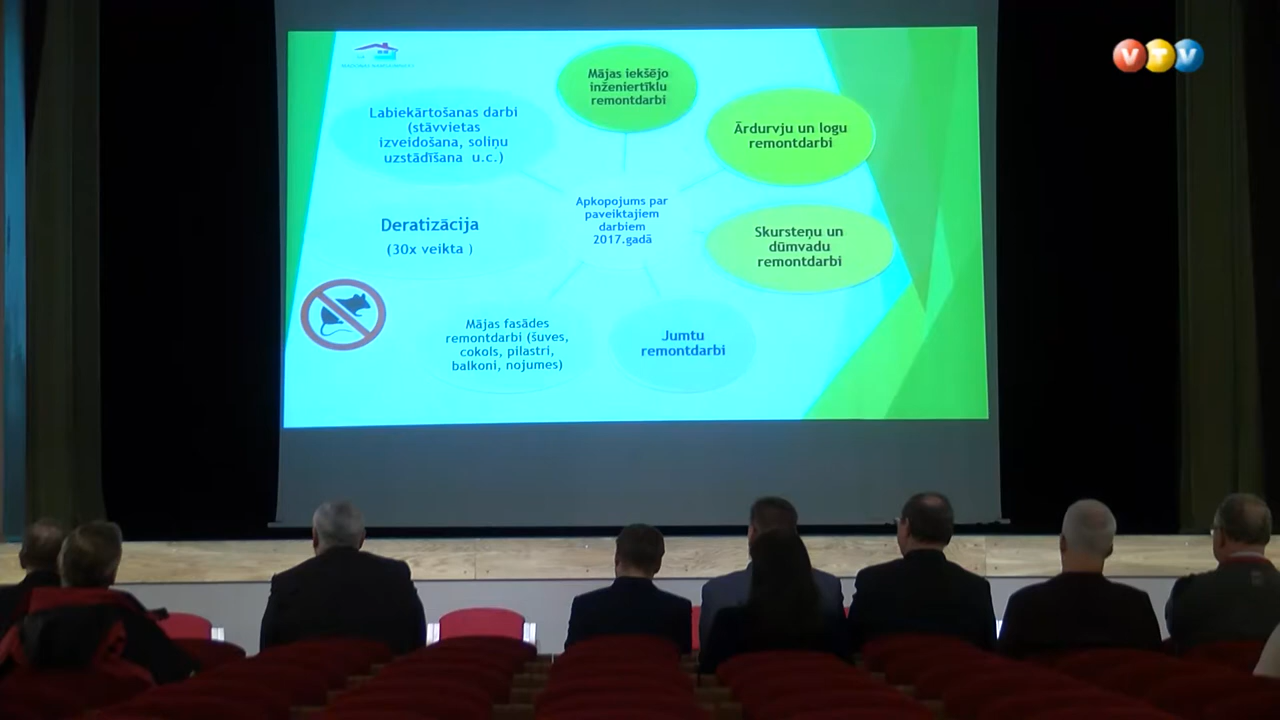 VTV
Mājas iekšējo
inženiertīklu
remontdarbi
Ārdurvju un logu
remontdarbi
Skursteņu un
dūmvadu
remontdarbi
Jumtu
remontdarbi
Mājas fasādes
remontdarbi (šuves,
cokols, pilastri,
balkoni, nojumes)
Deratizācija
(30x veikta )
Labiekārtošanas darbi
(stāvvietas
izveidošana, soliņu
uzstādīšana u.c.)
Apkopojums par
paveiktajiem
darbiem
2017.gadā